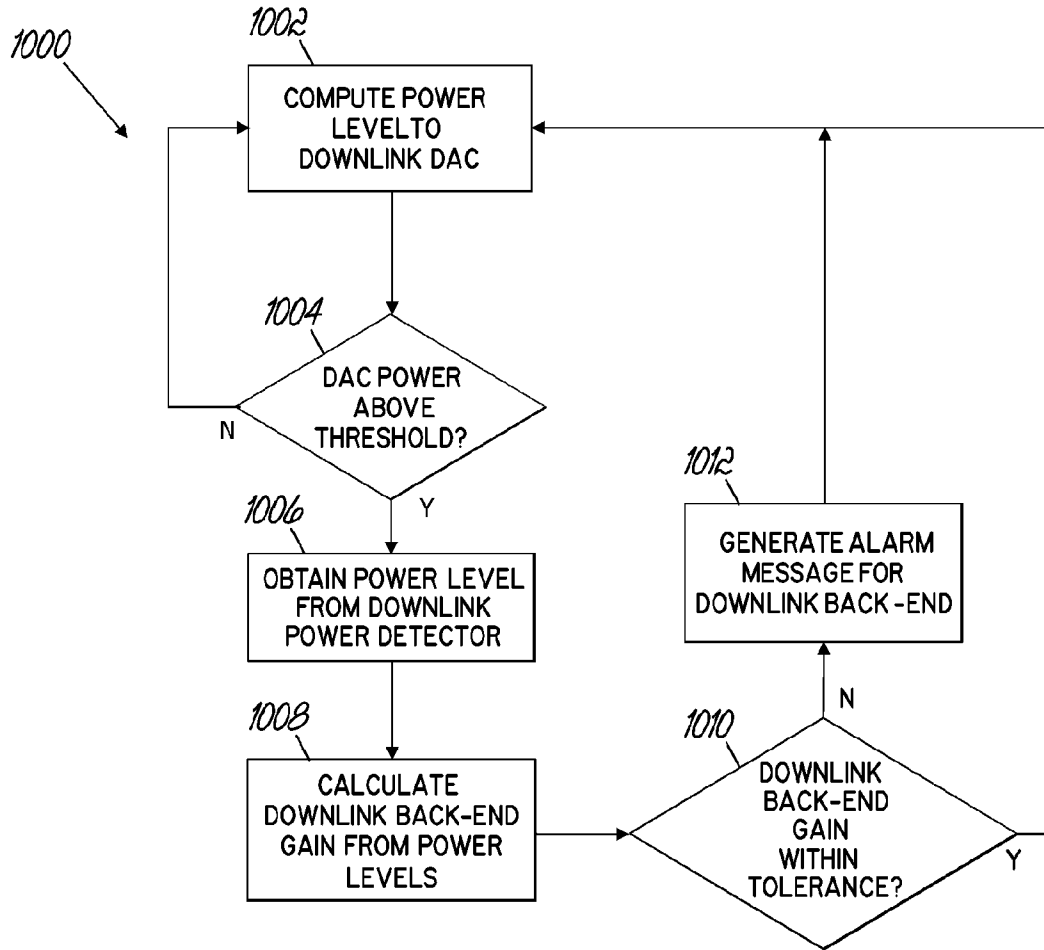 1000
1002
COMPUTE POWER
LEVELTO
DOWNLINK DAC
1004
DAC POWER
ABOVE
THRESHOLD?
N
Y
1006
OBTAIN POWER LEVEL
FROM DOWNLINK
POWER DETECTOR
1008
CALCULATE
DOWNLINK BACK-END
GAIN FROM POWER
LEVELS
1010
DOWNLINK
BACK-END
GAIN
WITHIN
TOLERANCE?
N
Y
1012
GENERATE ALARM
MESSAGE FOR
DOWNLINK BACK-END